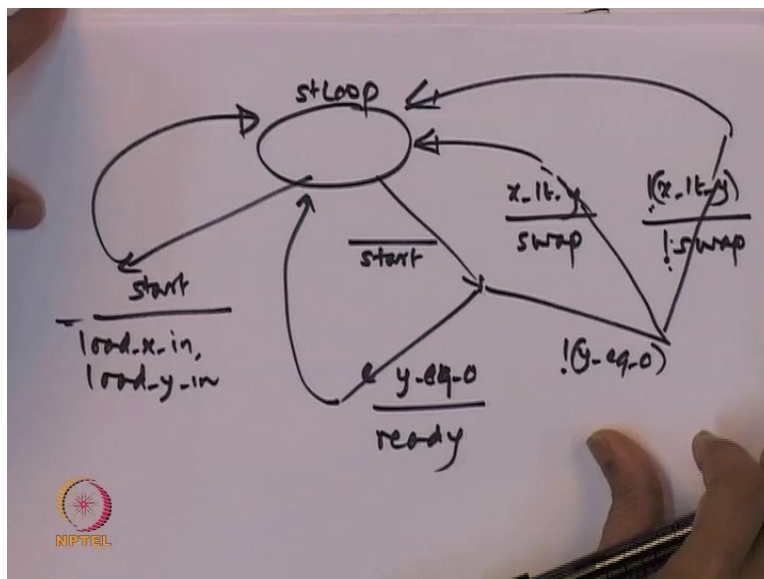 stLoop
x_lt_y
swap
!(x_lt_y)
!swap
start
start
load_x_in,
load_y_in
!(y_eq_0)
y_eq_0
ready
NPTEL